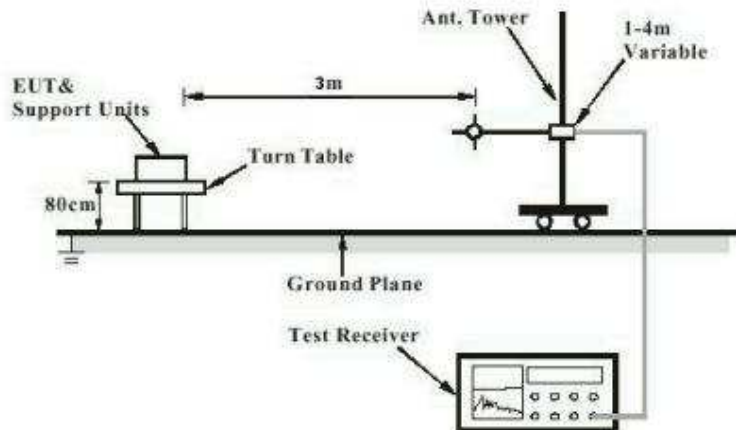 Ant. Tower
1-4m
Variable
EUT&
Support Units
3m
Turn Table
80cm
Ground Plane
Test Receiver